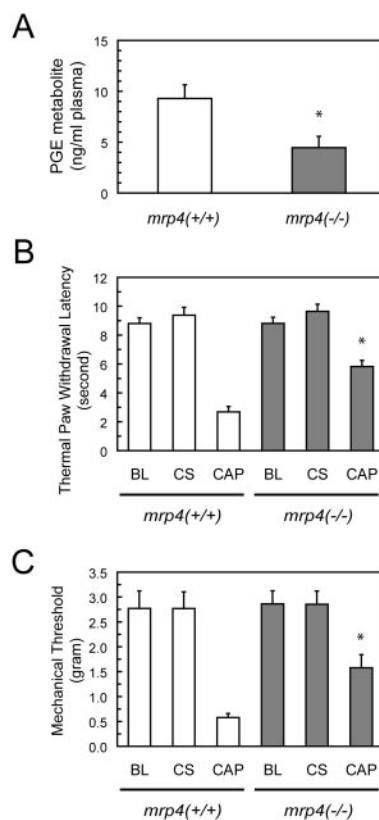 A
PGE metabolite
(ng/ml plasma)
15
10
5
0
*
mrp4(+/+) mrp4(-/-)
B
Thermal Paw Withdrawal Latency
(second)
12
10
8
6
4
2
0
*
BL CS CAP BL CS CAP
mrp4(+/+) mrp4(-/-)
C
Mechanical Threshold
(gram)
3.5
3.0
2.5
2.0
1.5
1.0
0.5
0.0
*
BL CS CAP BL CS CAP
mrp4(+/+) mrp4(-/-)